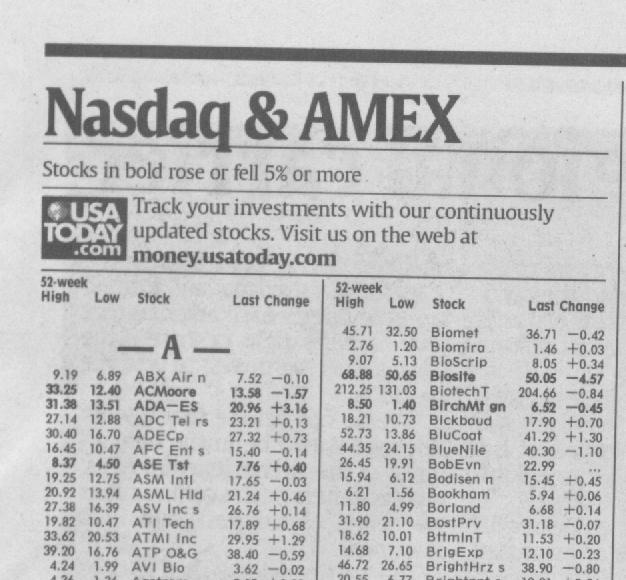 Nasdaq & AMEX
Stocks in bold rose or fell 5% or more
USA
TODAY
.com
Track your investments with our continuously
updated stocks. Visit us on the web at
money.usatoday.com
52-week
High Low Stock Last Change
— A —
9.19 6.89 ABX Air n 7.52 −0.10
33.25 12.40 ACMoore 13.58 −1.57
31.38 13.51 ADA—ES 20.96 +3.16
27.14 12.88 ADC Tel rs 23.21 +0.13
30.40 16.70 ADECp 27.32 +0.73
16.45 10.47 AFC Ent s 15.40 −0.14
8.37 4.50 ASE Tst 7.76 +0.40
19.25 12.75 ASM Intl 17.65 −0.03
20.92 13.94 ASML Hld 21.24 +0.46
27.38 16.39 ASV Inc s 26.76 +0.14
19.82 10.47 ATI Tech 17.89 +0.68
33.62 20.53 ATMI Inc 29.95 +1.29
39.20 16.76 ATP O&G 38.40 −0.59
4.24 1.99 AVI Bio 3.62 −0.02
52-week
High Low Stock Last Change
45.71 32.50 Biomet 36.71 −0.42
2.76 1.20 Biomira 1.46 +0.03
9.07 5.13 BioScrip 8.05 +0.34
68.88 50.65 Biosite 50.05 −4.57
212.25 131.03 BiotechT 204.66 −0.84
8.50 1.40 BirchMt gn 6.52 −0.45
18.21 10.73 Blckbaud 17.90 +0.70
52.73 13.86 BluCoat 41.29 +1.30
44.35 24.15 BlueNile 40.30 −1.10
26.45 19.91 BobEvn 22.99 ...
15.94 6.12 Bodisen n 15.45 +0.45
6.21 1.56 Bookham 5.94 +0.06
11.80 4.99 Borland 6.68 +0.14
31.90 21.10 BostPrv 31.18 −0.07
18.62 10.01 BttmInT 11.53 +0.20
14.68 7.10 BrigExp 12.10 −0.23
46.72 26.65 BrightHrz s 38.90 −0.80